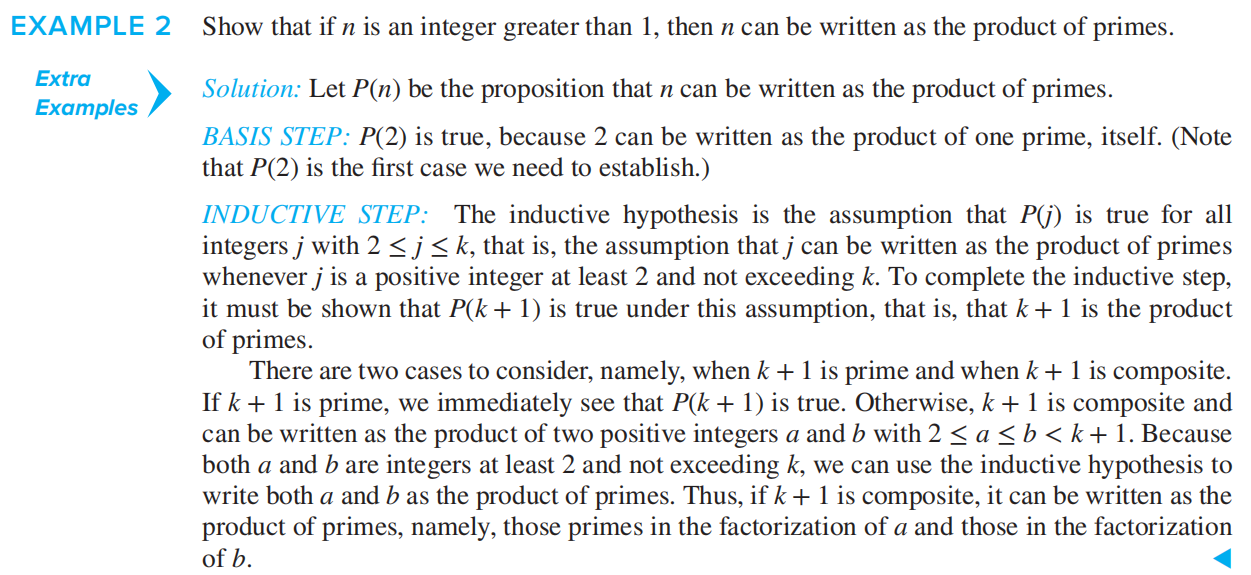 EXAMPLE 2 Show that if n is an integer greater than 1, then n can be written as the product of primes.
Extra
Examples
Solution: Let P(n) be the proposition that n can be written as the product of primes.
BASIS STEP: P(2) is true, because 2 can be written as the product of one prime, itself. (Note
that P(2) is the first case we need to establish.)
INDUCTIVE STEP: The inductive hypothesis is the assumption that P(j) is true for all
integers j with 2 ≤ j ≤ k, that is, the assumption that j can be written as the product of primes
whenever j is a positive integer at least 2 and not exceeding k. To complete the inductive step,
it must be shown that P(k + 1) is true under this assumption, that is, that k + 1 is the product
of primes.
There are two cases to consider, namely, when k + 1 is prime and when k + 1 is composite.
If k + 1 is prime, we immediately see that P(k + 1) is true. Otherwise, k + 1 is composite and
can be written as the product of two positive integers a and b with 2 ≤ a ≤ b < k + 1. Because
both a and b are integers at least 2 and not exceeding k, we can use the inductive hypothesis to
write both a and b as the product of primes. Thus, if k + 1 is composite, it can be written as the
product of primes, namely, those primes in the factorization of a and those in the factorization
of b.